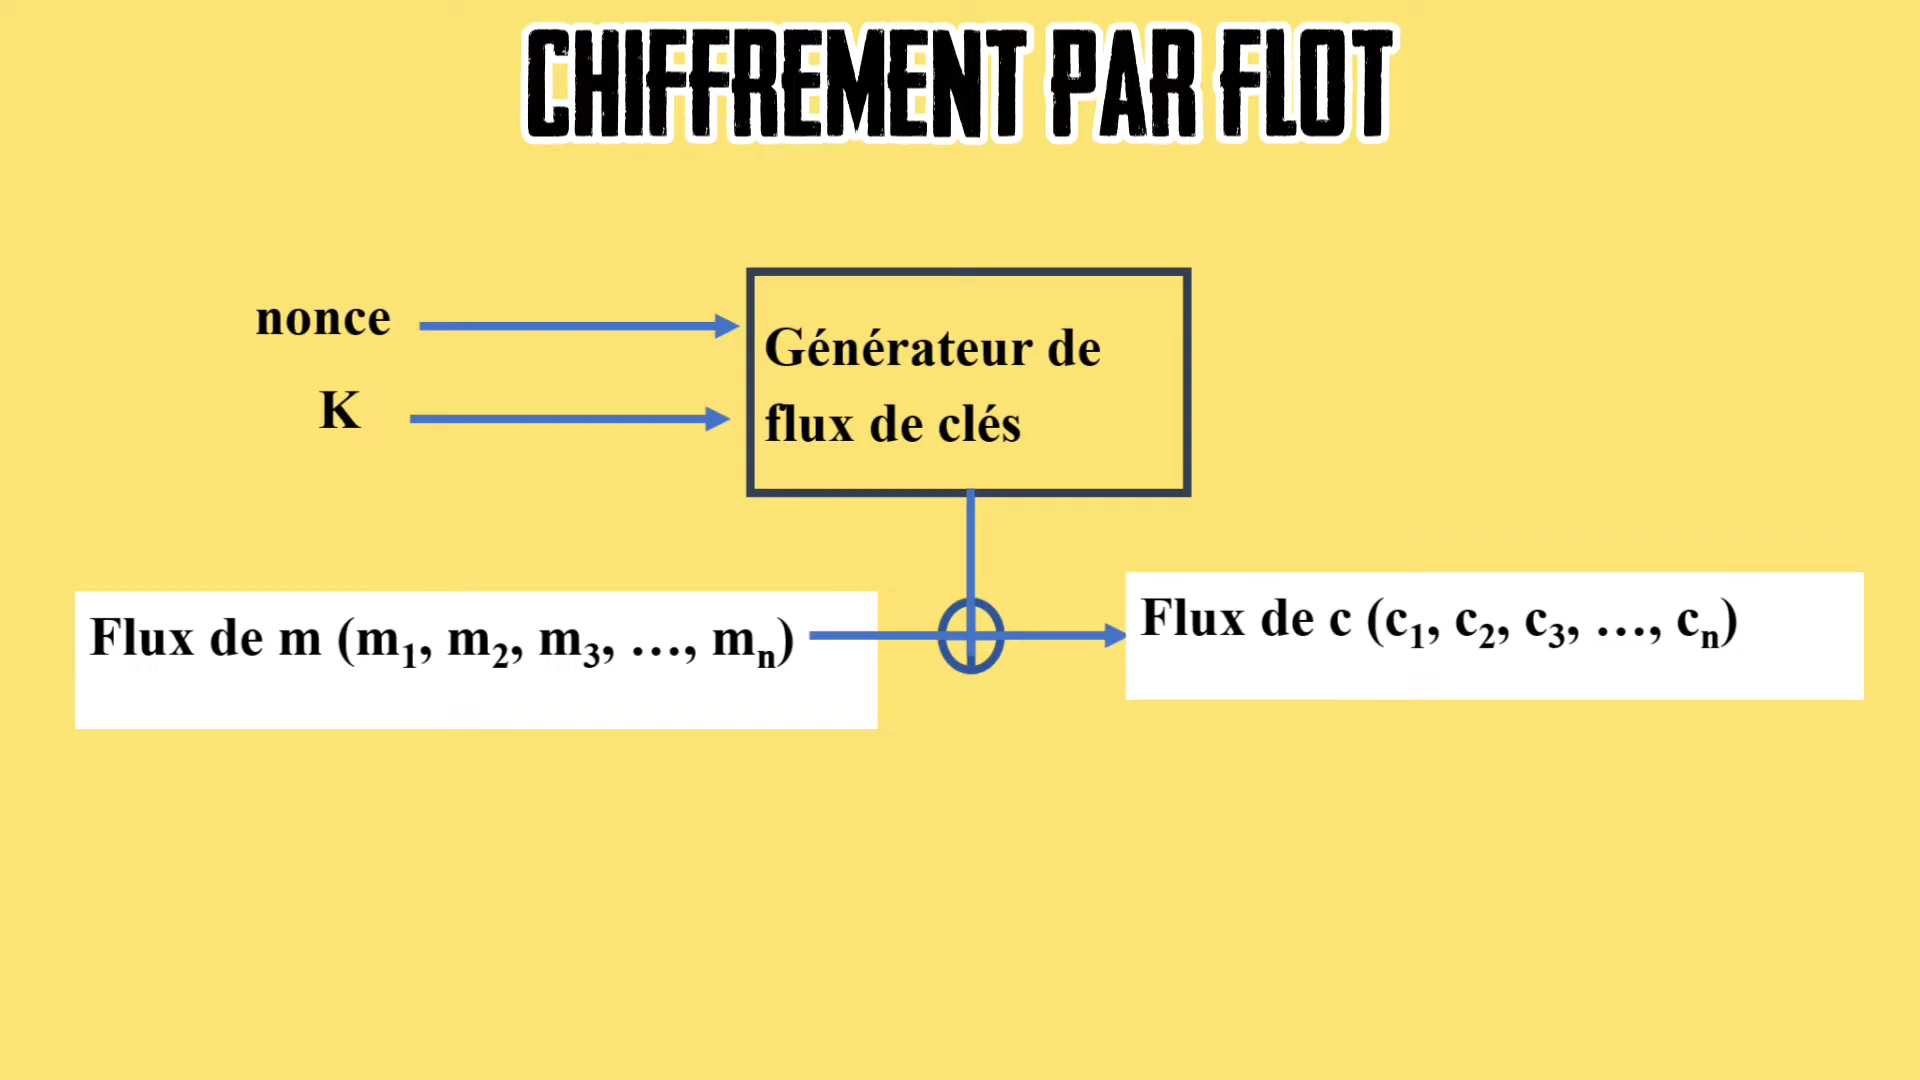 CHIFFREMENT PAR FLOT
nonce
K
Générateur de
flux de clés
Flux de m (m₁, m₂, m₃, …, mₙ)
Flux de c (c₁, c₂, c₃, …, cₙ)